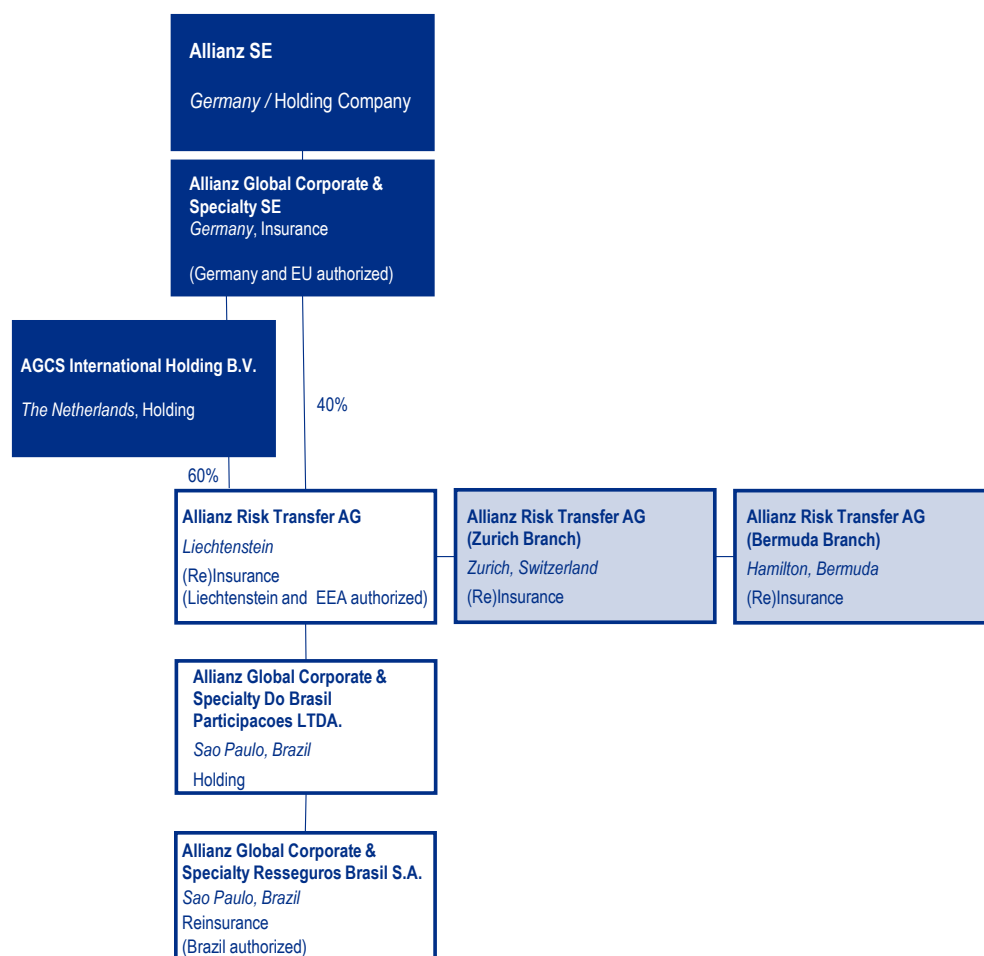 Allianz SE
Germany / Holding Company
Allianz Global Corporate &
Specialty SE
Germany, Insurance
(Germany and EU authorized)
AGCS International Holding B.V.
The Netherlands, Holding
40%
60%
Allianz Risk Transfer AG
Liechtenstein
(Re)Insurance
(Liechtenstein and EEA authorized)
Allianz Risk Transfer AG
(Zurich Branch)
Zurich, Switzerland
(Re)Insurance
Allianz Risk Transfer AG
(Bermuda Branch)
Hamilton, Bermuda
(Re)Insurance
Allianz Global Corporate &
Specialty Do Brasil
Participacoes LTDA.
Sao Paulo, Brazil
Holding
Allianz Global Corporate &
Specialty Resseguros Brasil S.A.
Sao Paulo, Brazil
Reinsurance
(Brazil authorized)